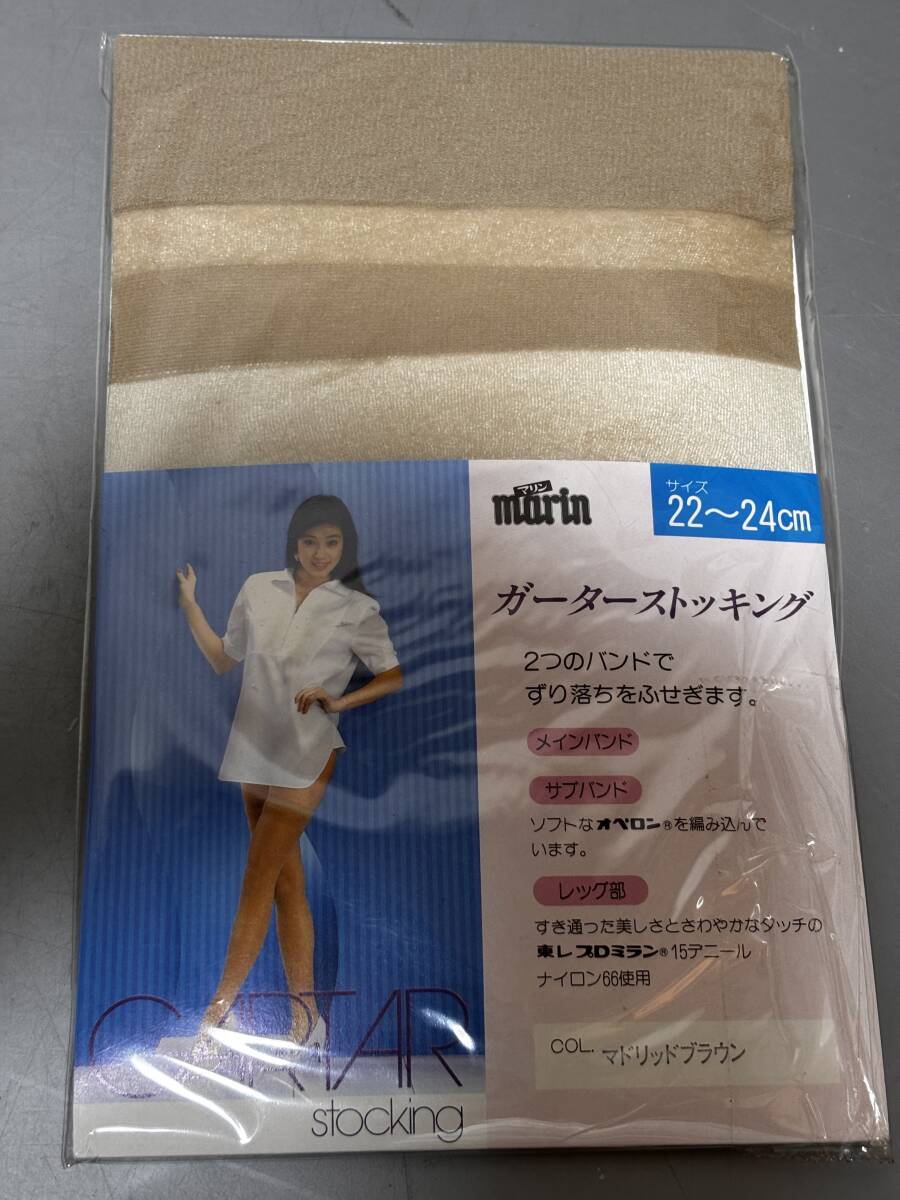 マリン
marin
サイズ
22〜24cm
ガーターストッキング
2つのバンドで
ずり落ちをふせぎます。
メインバンド
サブバンド
ソフトなオペロン®を編み込んで
います。
レッグ部
すき通った美しさとさわやかなタッチの
東レプロミラン®15デニール
ナイロン66使用
COL. マドリッドブラウン
GARTAR
stocking